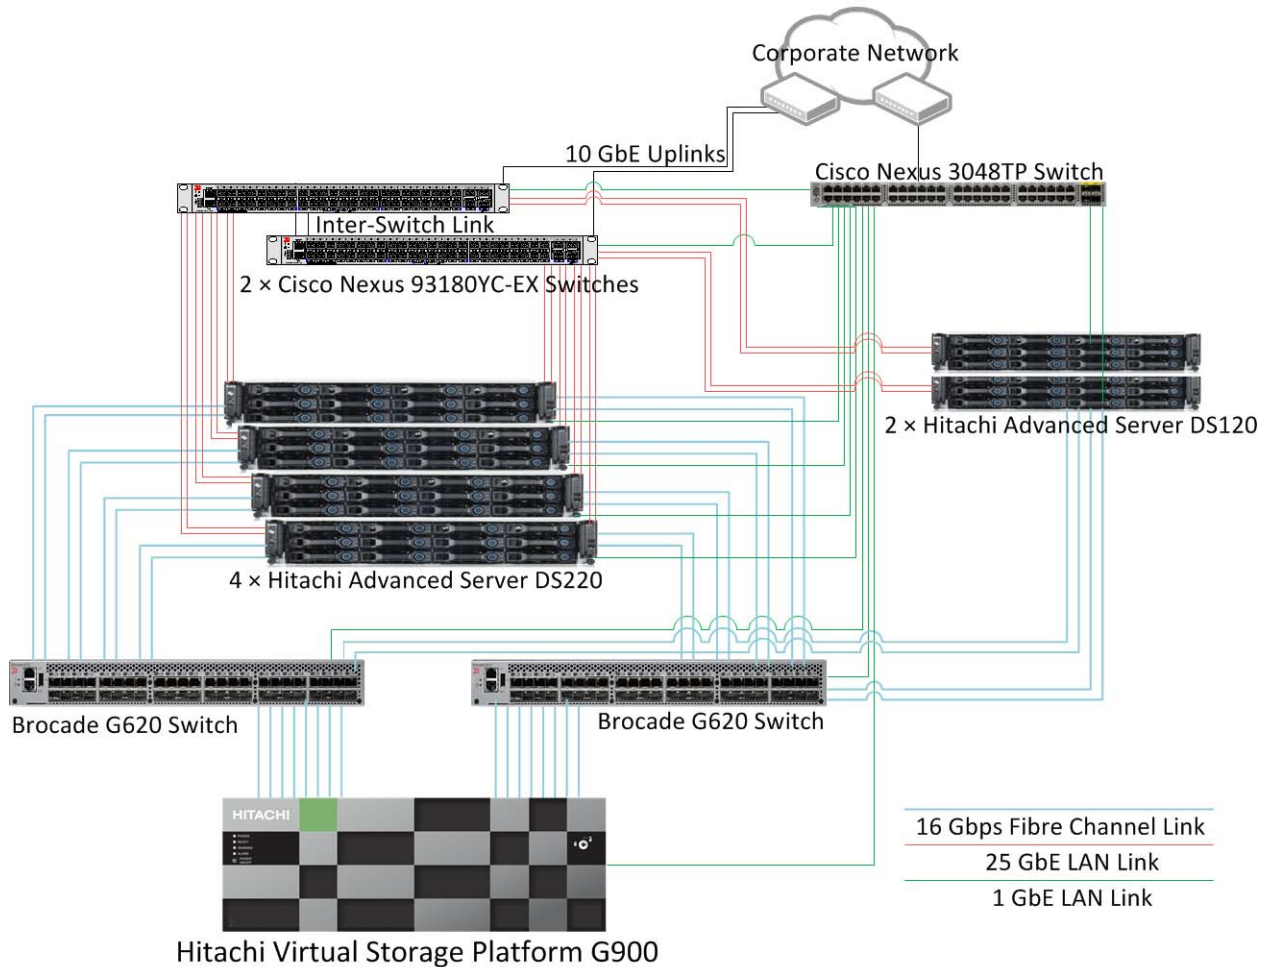 Corporate Network
10 GbE Uplinks
Cisco Nexus 3048TP Switch
Inter-Switch Link
2 × Cisco Nexus 93180YC-EX Switches
2 × Hitachi Advanced Server DS120
4 × Hitachi Advanced Server DS220
Brocade G620 Switch
Brocade G620 Switch
HITACHI
16 Gbps Fibre Channel Link
25 GbE LAN Link
1 GbE LAN Link
Hitachi Virtual Storage Platform G900